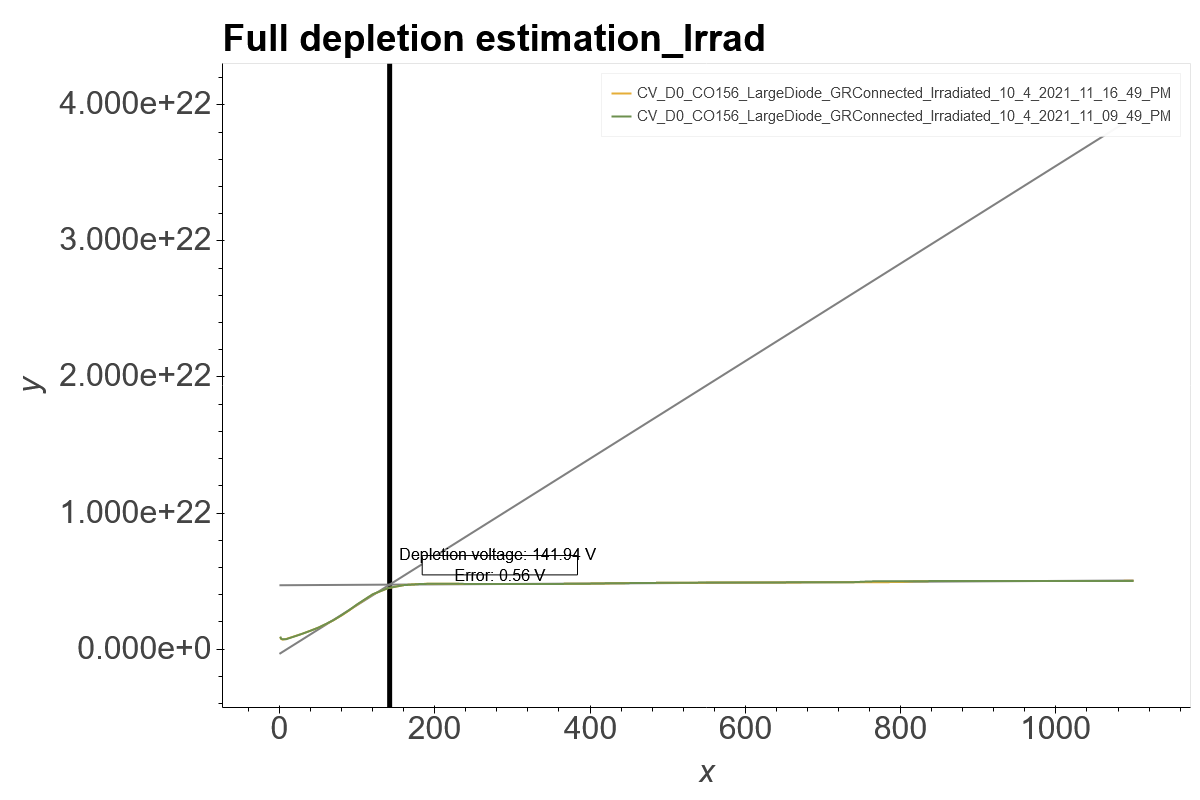 Full depletion estimation_Irrad
CV_D0_CO156_LargeDiode_GRConnected_Irradiated_10_4_2021_11_16_49_PM
CV_D0_CO156_LargeDiode_GRConnected_Irradiated_10_4_2021_11_09_49_PM
4.000e+22
3.000e+22
2.000e+22
1.000e+22
0.000e+0
y
Depletion voltage: 141.94 V
Error: 0.56 V
0 200 400 600 800 1000
x